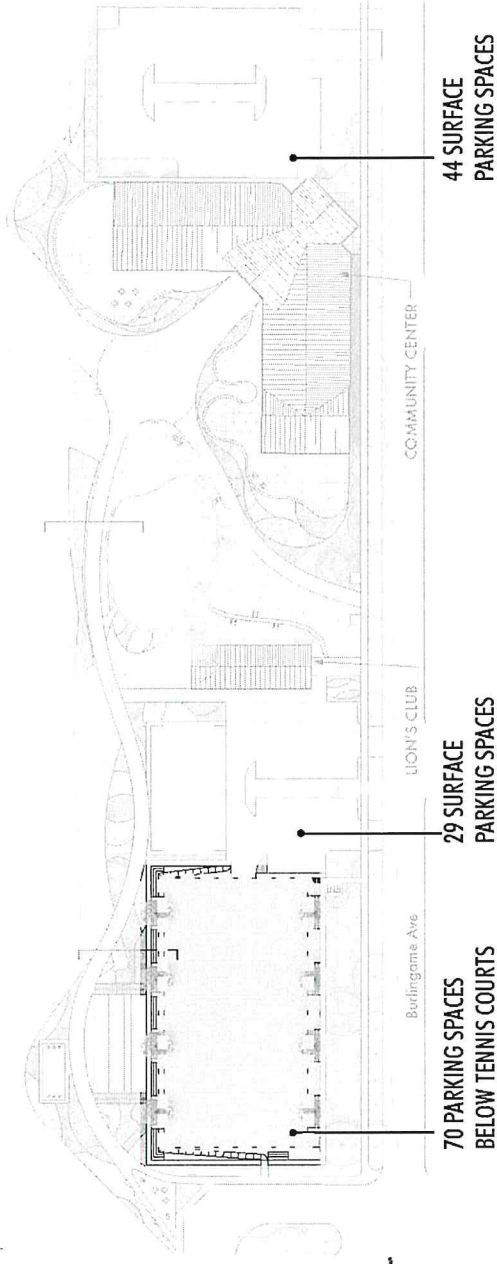 44 SURFACE
PARKING SPACES
COMMUNITY CENTER
LION'S CLUB
29 SURFACE
PARKING SPACES
Burlingame Ave
70 PARKING SPACES
BELOW TENNIS COURTS